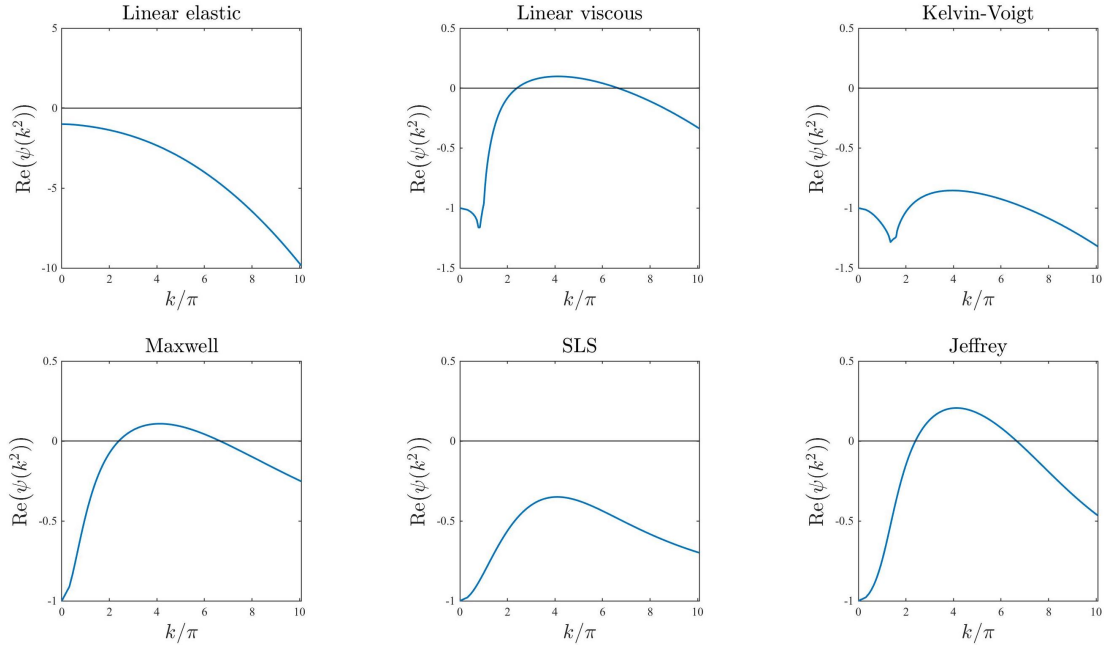 Linear elastic
5
0
-5
-10
0 2 4 6 8 10
Re(ψ(k²))
k/π
Linear viscous
0.5
0
-0.5
-1
-1.5
0 2 4 6 8 10
Re(ψ(k²))
k/π
Kelvin-Voigt
0.5
0
-0.5
-1
-1.5
0 2 4 6 8 10
Re(ψ(k²))
k/π
Maxwell
0.5
0
-0.5
-1
0 2 4 6 8 10
Re(ψ(k²))
k/π
SLS
0.5
0
-0.5
-1
0 2 4 6 8 10
Re(ψ(k²))
k/π
Jeffrey
0.5
0
-0.5
-1
0 2 4 6 8 10
Re(ψ(k²))
k/π